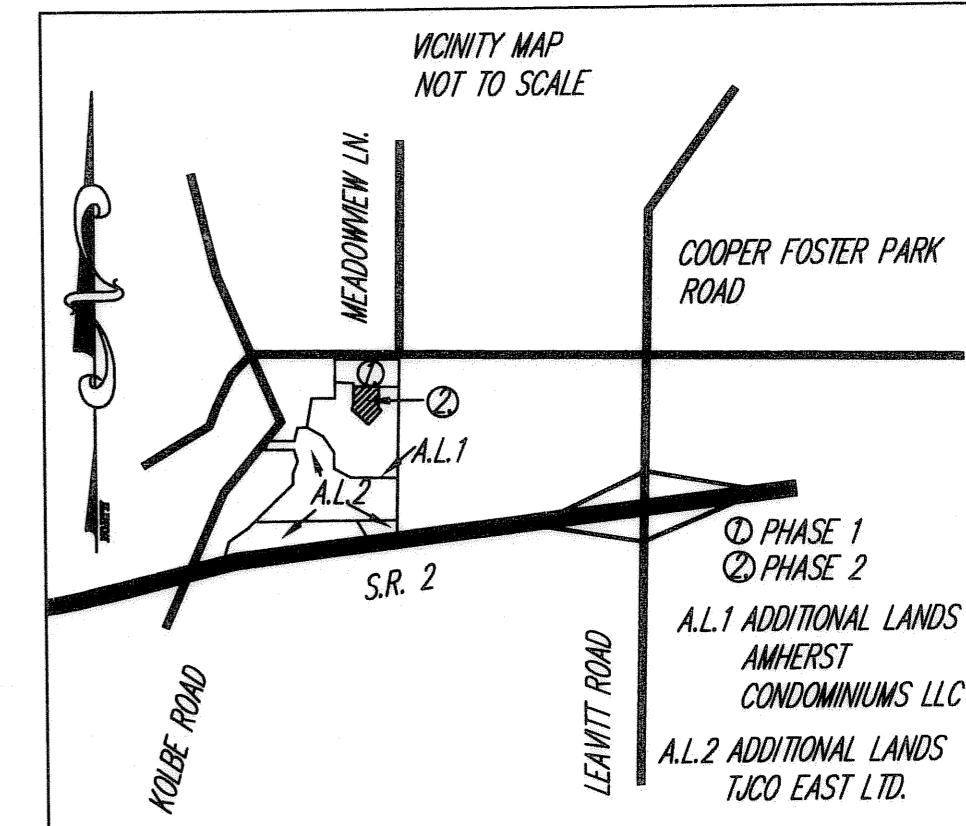 VICINITY MAP
NOT TO SCALE
MEADOWVIEW LN.
COOPER FOSTER PARK
ROAD
1.
2.
A.L.1
A.L.2
NORTH
S.R. 2
1. PHASE 1
2. PHASE 2
A.L.1 ADDITIONAL LANDS
AMHERST
CONDOMINIUMS LLC
A.L.2 ADDITIONAL LANDS
TJCO EAST LTD.
KOLBE ROAD
LEAVITT ROAD